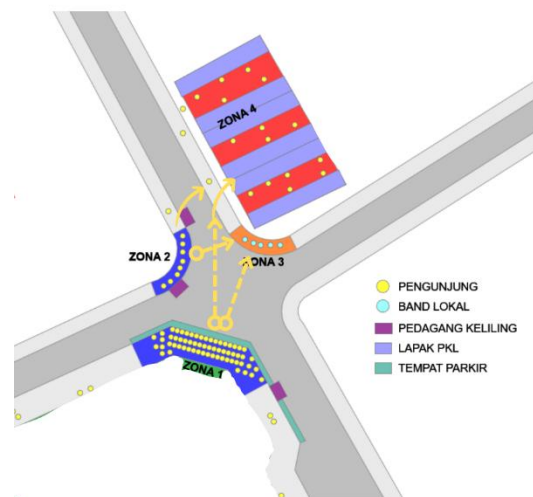 ZONA 4
ZONA 2
ZONA 3
ZONA 1
PENGUNJUNG
BAND LOKAL
PEDAGANG KELILING
LAPAK PKL
TEMPAT PARKIR